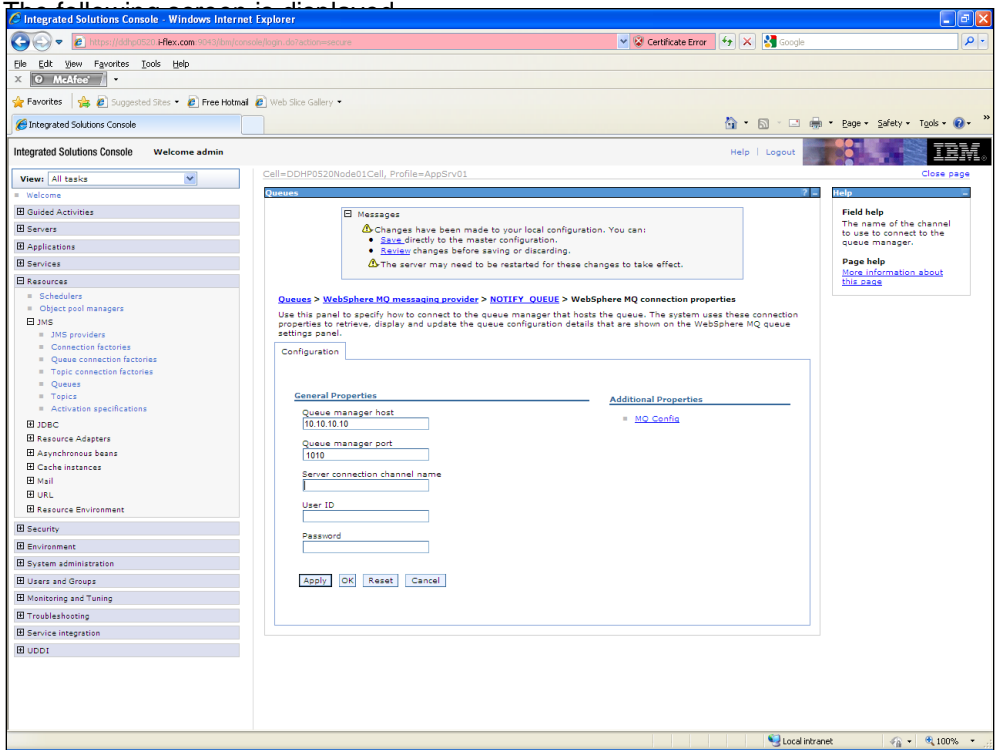 The following screen is displayed
Integrated Solutions Console - Windows Internet Explorer
https://ddhp0520.i-flex.com:9043/ibm/console/login.do?action=secure
Certificate Error
Google
File Edit View Favorites Tools Help
X McAfee
Favorites Suggested Sites Free Hotmail Web Slice Gallery
Integrated Solutions Console
Page Safety Tools
Integrated Solutions Console Welcome admin
Help | Logout
IBM
View: All tasks
Cell=DDHP0520Node01Cell, Profile=AppSrv01
Close page
Welcome
Guided Activities
Servers
Applications
Services
Resources
Schedulers
Object pool managers
JMS
JMS providers
Connection factories
Queue connection factories
Topic connection factories
Queues
Topics
Activation specifications
JDBC
Resource Adapters
Asynchronous beans
Cache instances
Mail
URL
Resource Environment
Security
Environment
System administration
Users and Groups
Monitoring and Tuning
Troubleshooting
Service integration
UDDI
Queues
Messages
Changes have been made to your local configuration. You can:
Save directly to the master configuration.
Review changes before saving or discarding.
The server may need to be restarted for these changes to take effect.
Queues > WebSphere MQ messaging provider > NOTIFY_QUEUE > WebSphere MQ connection properties
Use this panel to specify how to connect to the queue manager that hosts the queue. The system uses these connection
properties to retrieve, display and update the queue configuration details that are shown on the WebSphere MQ queue
settings panel.
Configuration
General Properties
Queue manager host
10.10.10.10
Queue manager port
1010
Server connection channel name
User ID
Password
Apply OK Reset Cancel
Additional Properties
MQ Config
Help
Field help
The name of the channel
to use to connect to the
queue manager.
Page help
More information about
this page
Local intranet
100%